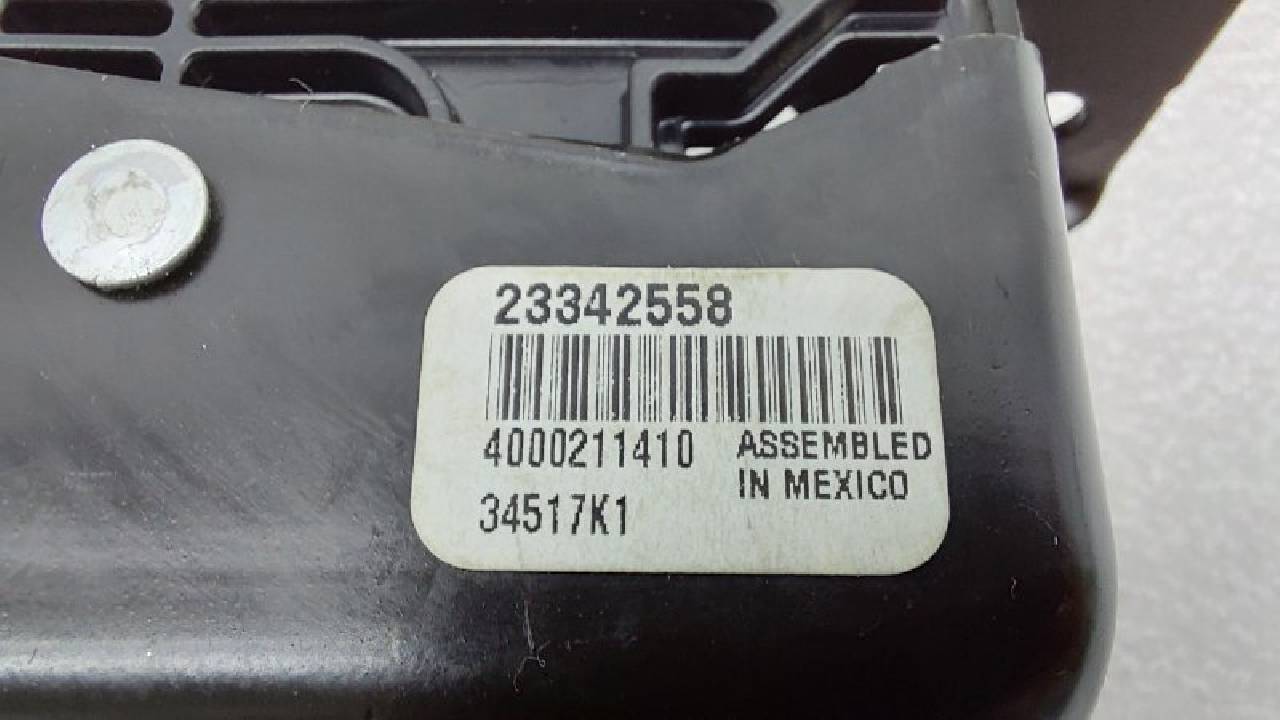 23342558
4000211410
ASSEMBLED
IN MEXICO
34517K1